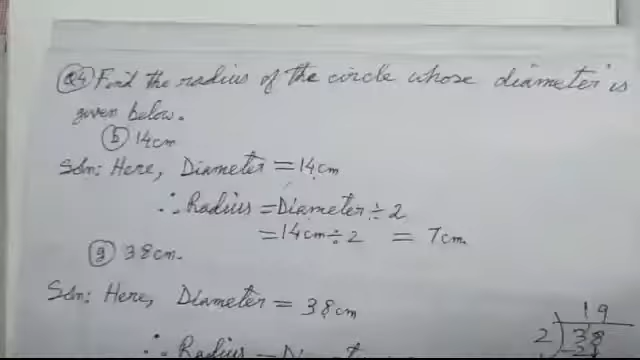 Q4 Find the radius of the circle whose diameter is
given below.
b 14cm
Soln: Here, Diameter = 14cm
∴ Radius = Diameter ÷ 2
= 14cm ÷ 2 = 7cm.
g 38cm.
Soln: Here, Diameter = 38cm
19
2 ) 38
∴ Radius =